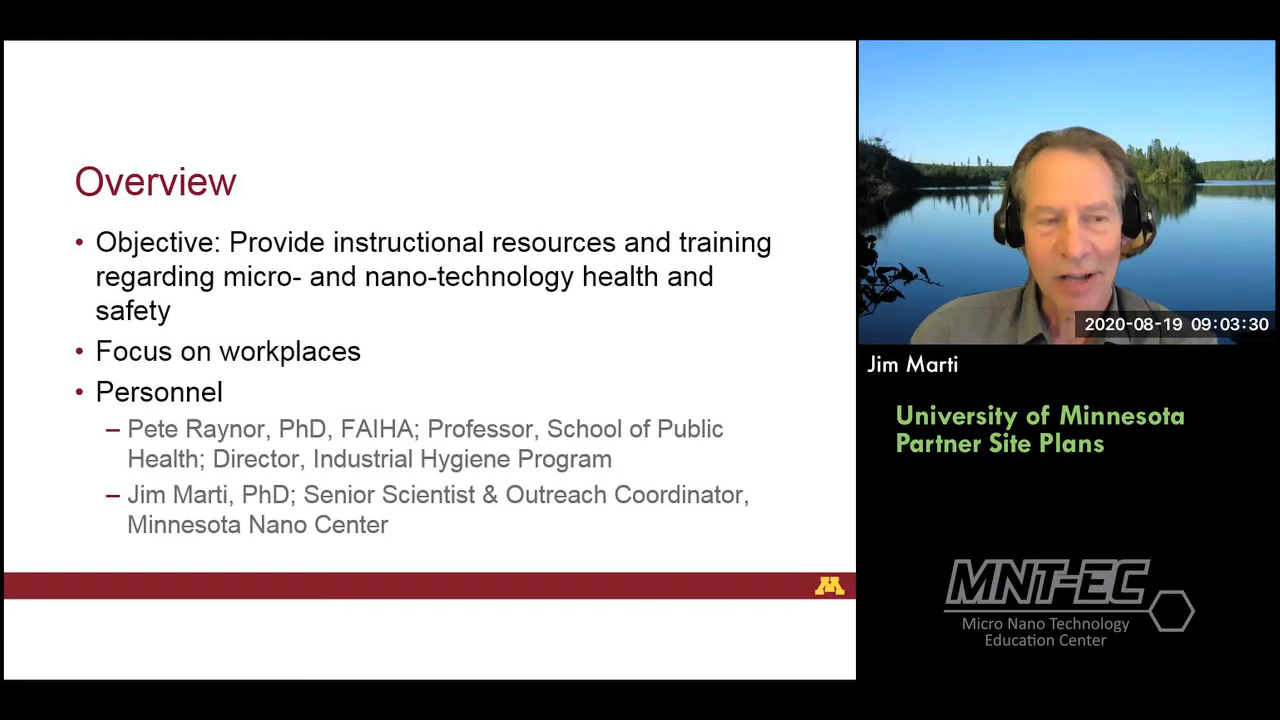 Overview
• Objective: Provide instructional resources and training
regarding micro- and nano-technology health and
safety
• Focus on workplaces
• Personnel
– Pete Raynor, PhD, FAIHA; Professor, School of Public
Health; Director, Industrial Hygiene Program
– Jim Marti, PhD; Senior Scientist & Outreach Coordinator,
Minnesota Nano Center
M
2020-08-19 09:03:30
Jim Marti
University of Minnesota
Partner Site Plans
MNT-EC
Micro Nano Technology
Education Center